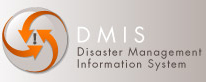 DMIS
Disaster Management
Information System